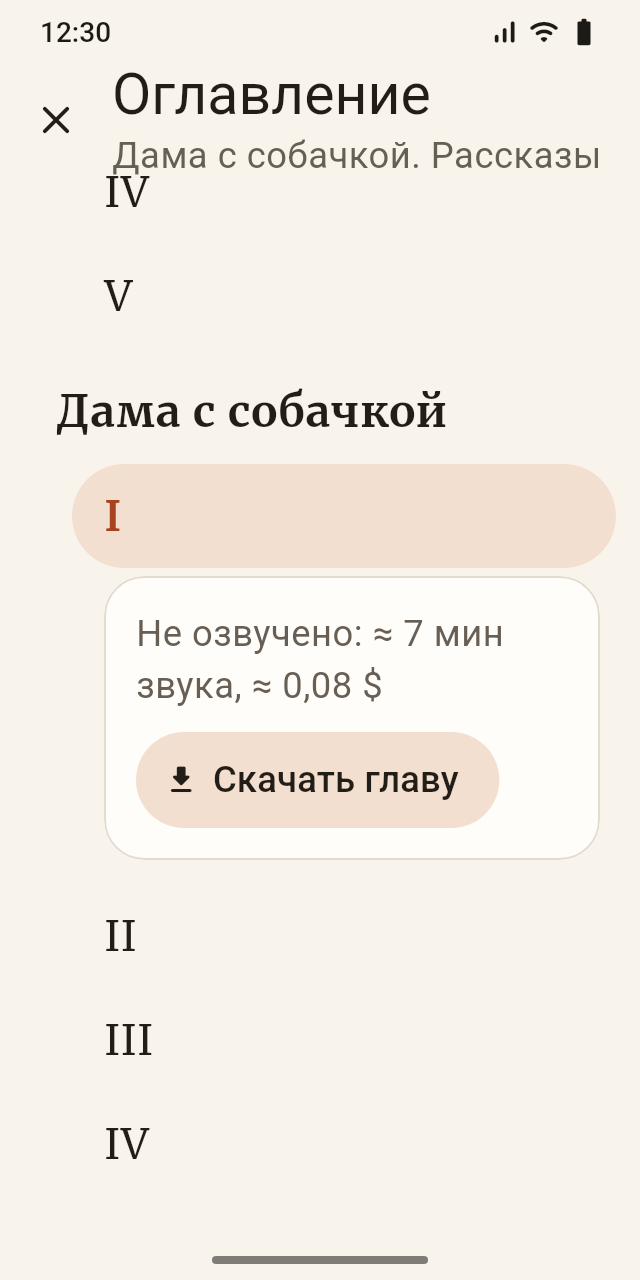 12:30
Оглавление
Дама с собачкой. Рассказы
IV
V
Дама с собачкой
I
Не озвучено: ≈ 7 мин
звука, ≈ 0,08 $
Скачать главу
II
III
IV